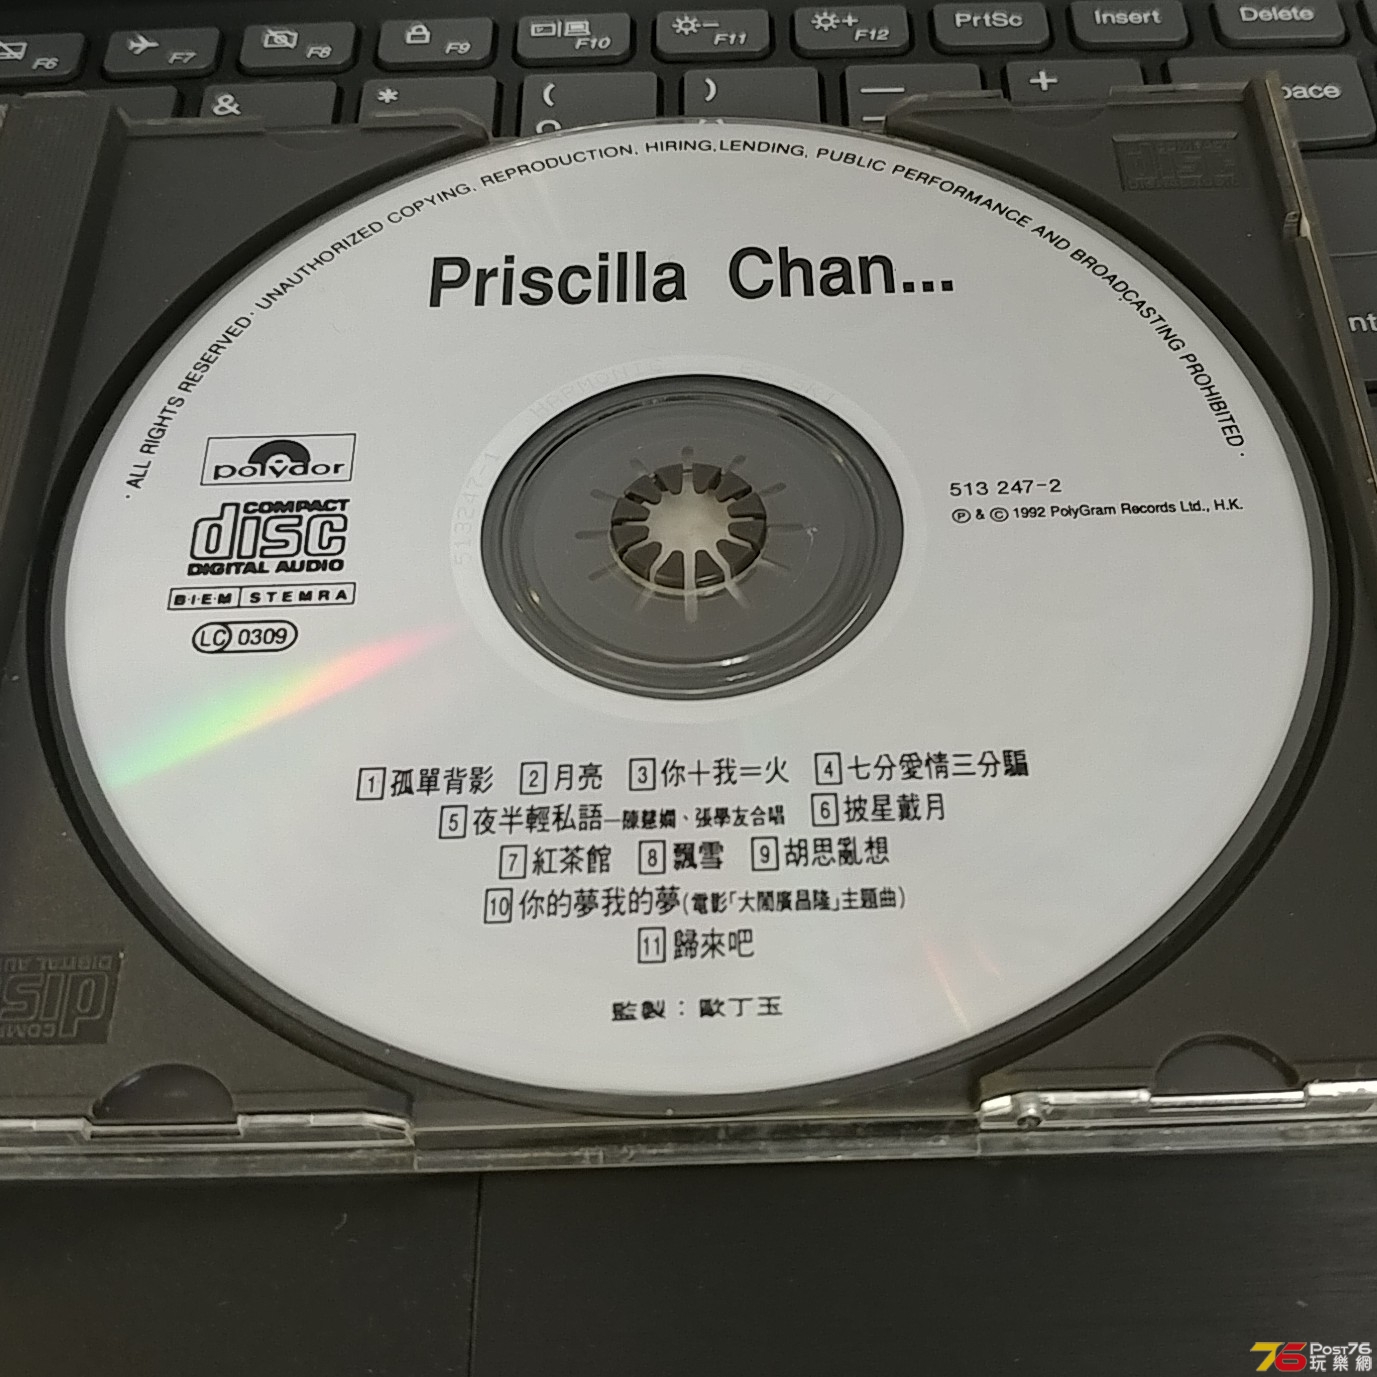 F6 F7 F8 F9 F10 F11 F12 PrtSc Insert Delete
& * ( ) — +
· ALL RIGHTS RESERVED · UNAUTHORIZED COPYING, REPRODUCTION, HIRING, LENDING, PUBLIC PERFORMANCE AND BROADCASTING PROHIBITED ·
Priscilla Chan...
polydor
COMPACT
disc
DIGITAL AUDIO
B·I·E·M STEMRA
LC 0309
513 247-2
Ⓟ & © 1992 PolyGram Records Ltd., H.K.
1 孤單背影 2 月亮 3 你十我=火 4 七分愛情三分騙
5 夜半輕私語—陳慧嫻、張學友合唱 6 披星戴月
7 紅茶館 8 飄雪 9 胡思亂想
10 你的夢我的夢(電影「大鬧廣昌隆」主題曲)
11 歸來吧
監製：歐丁玉
76 POST76
玩樂網